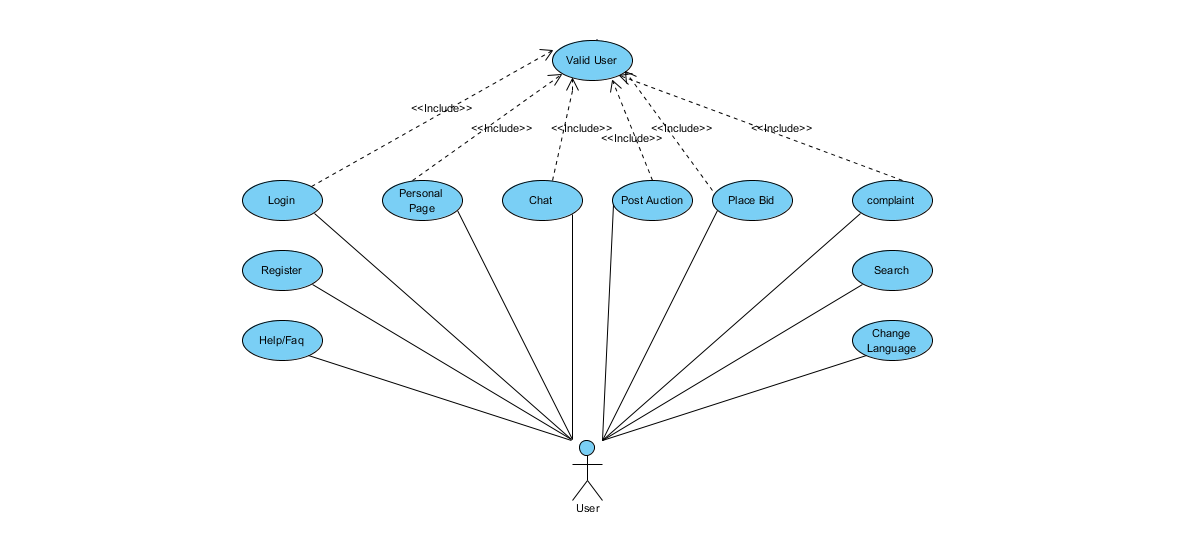 Valid User
<<Include>>
<<Include>>
<<Include>>
<<Include>>
<<Include>>
<<Include>>
Login
Personal
Page
Chat
Post Auction
Place Bid
complaint
Register
Search
Help/Faq
Change
Language
User